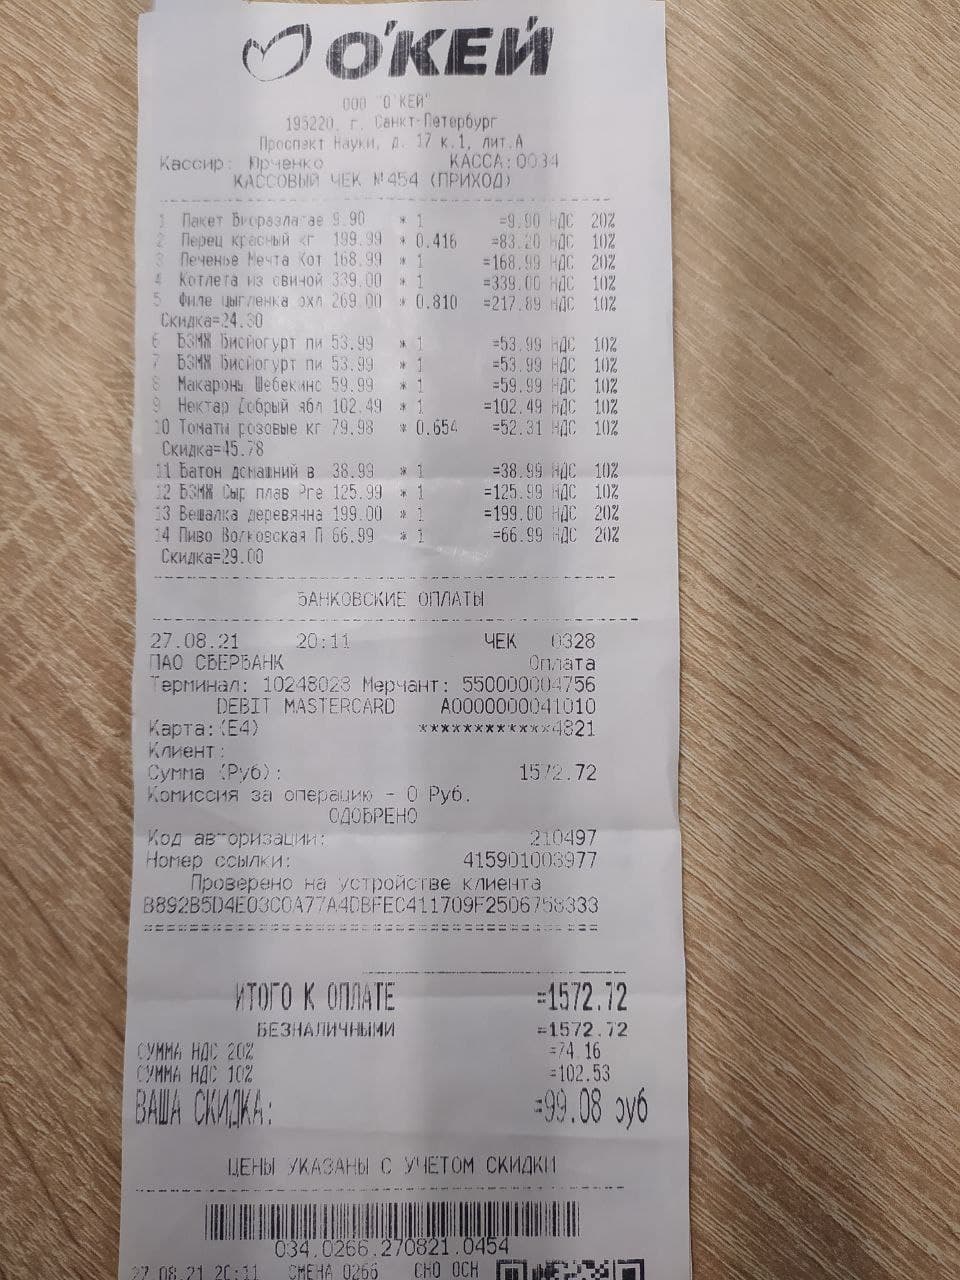 О'КЕЙ
ООО "О'КЕЙ"
195220, г. Санкт-Петербург
Проспект Науки, д. 17 к.1, лит.А
Кассир: Юрченко КАССА:0034
КАССОВЫЙ ЧЕК №454 (ПРИХОД)
1 Пакет Биоразлагае 9.90 * 1 =9.90 НДС 20%
2 Перец красный кг 199.99 * 0.416 =83.20 НДС 10%
3 Печенье Мечта Кот 168.99 * 1 =168.99 НДС 20%
4 Котлета из свиной 339.00 * 1 =339.00 НДС 10%
5 Филе цыпленка охл 269.00 * 0.810 =217.89 НДС 10%
Скидка=24.30
6 БЗМЖ Бисйогурт пи 53.99 * 1 =53.99 НДС 10%
7 БЗМЖ Бисйогурт пи 53.99 * 1 =53.99 НДС 10%
8 Макароны Шебекинс 59.99 * 1 =59.99 НДС 10%
9 Нектар Добрый ябл 102.49 * 1 =102.49 НДС 10%
10 Томаты розовые кг 79.98 * 0.654 =52.31 НДС 10%
Скидка=45.78
11 Батон домашний в 38.99 * 1 =38.99 НДС 10%
12 БЗМЖ Сыр плав Pre 125.99 * 1 =125.99 НДС 10%
13 Вешалка деревянна 199.00 * 1 =199.00 НДС 20%
14 Пиво Волковская П 66.99 * 1 =66.99 НДС 20%
Скидка=29.00
БАНКОВСКИЕ ОПЛАТЫ
27.08.21 20:11 ЧЕК 0328
ПАО СБЕРБАНК Оплата
Терминал: 10248028 Мерчант: 550000004756
DEBIT MASTERCARD A0000000041010
Карта:(E4) ************4821
Клиент:
Сумма (Руб): 1572.72
Комиссия за операцию - 0 Руб.
ОДОБРЕНО
Код авторизации: 210497
Номер ссылки: 415901003977
Проверено на устройстве клиента
B892B5D4E03C0A77A4DBFEC411709F2506758333
========================================
ИТОГО К ОПЛАТЕ =1572.72
БЕЗНАЛИЧНЫМИ =1572.72
СУММА НДС 20% =74.16
СУММА НДС 10% =102.53
ВАША СКИДКА: =99.08 руб
ЦЕНЫ УКАЗАНЫ С УЧЕТОМ СКИДКИ
034.0266.270821.0454
27.08.21 20:11 СМЕНА 0266 СНО ОСН